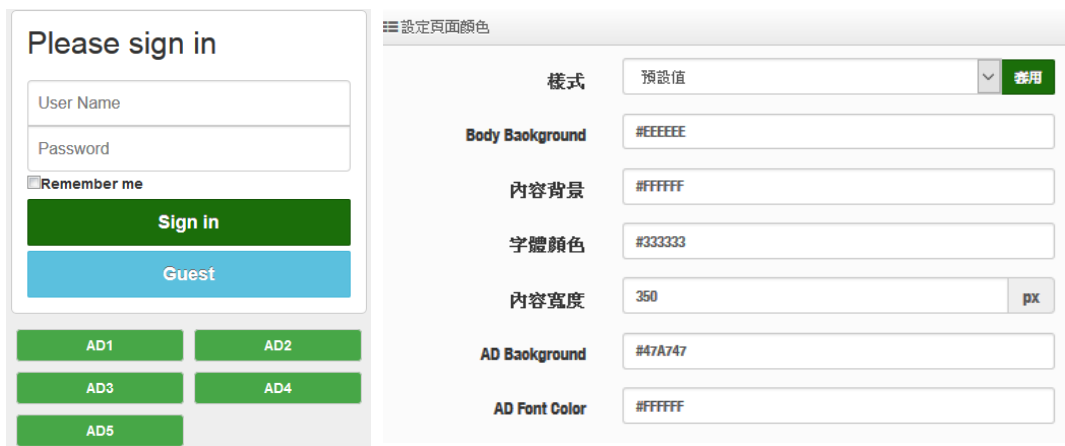 Please sign in
User Name
Password
Remember me
Sign in
Guest
AD1
AD2
AD3
AD4
AD5
設定頁面顏色
樣式
預設值
套用
Body Background
#EEEEEE
內容背景
#FFFFFF
字體顏色
#333333
內容寬度
350
px
AD Background
#47A747
AD Font Color
#FFFFFF